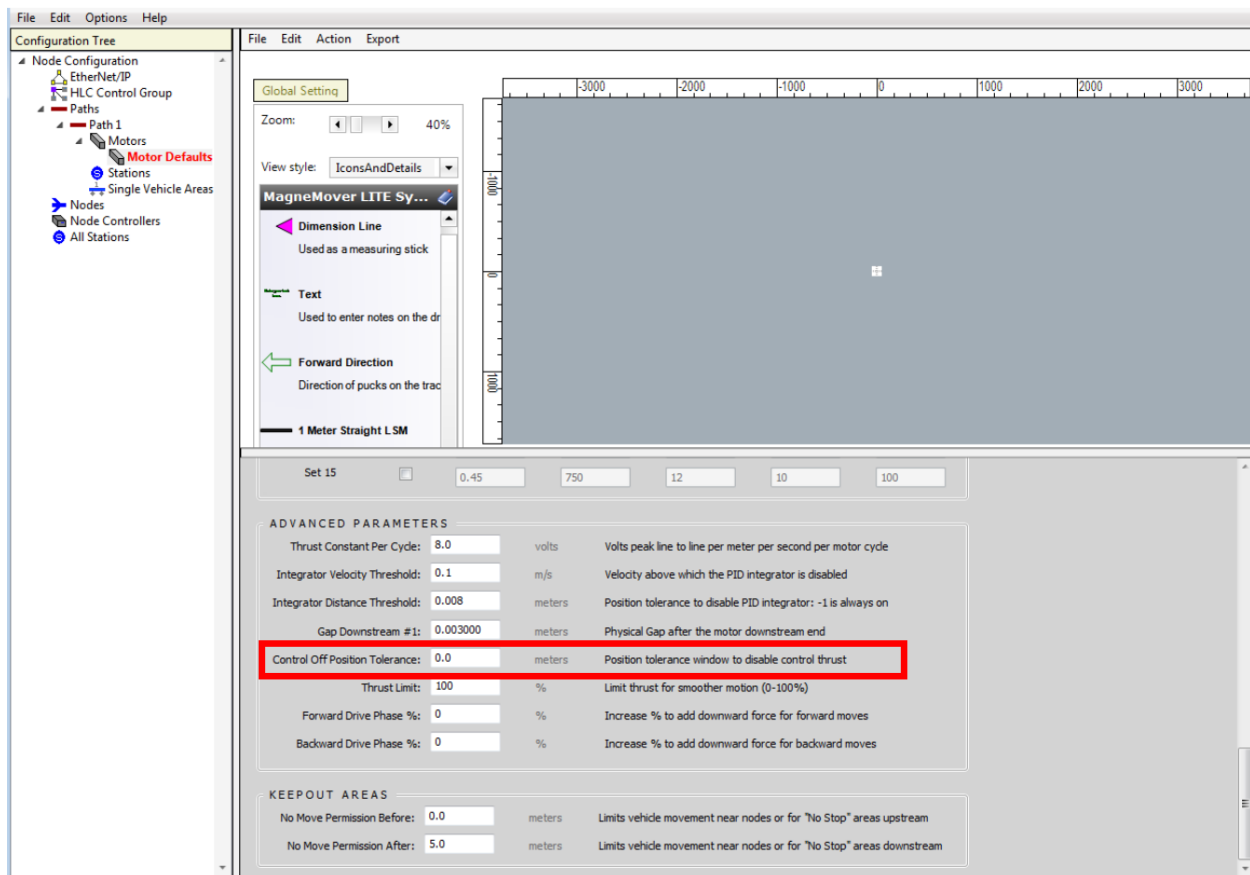 File Edit Options Help
Configuration Tree
Node Configuration
EtherNet/IP
HLC Control Group
Paths
Path 1
Motors
Motor Defaults
Stations
Single Vehicle Areas
Nodes
Node Controllers
All Stations
File Edit Action Export
Global Setting
Zoom: 40%
View style: IconsAndDetails
MagneMover LITE Sy...
Dimension Line
Used as a measuring stick
Text
Used to enter notes on the dr
Forward Direction
Direction of pucks on the trac
1 Meter Straight LSM
-3000 -2000 -1000 0 1000 2000 3000
-1000
0
1000
Set 15 0.45 750 12 10 100
ADVANCED PARAMETERS
Thrust Constant Per Cycle: 8.0 volts Volts peak line to line per meter per second per motor cycle
Integrator Velocity Threshold: 0.1 m/s Velocity above which the PID integrator is disabled
Integrator Distance Threshold: 0.008 meters Position tolerance to disable PID integrator: -1 is always on
Gap Downstream #1: 0.003000 meters Physical Gap after the motor downstream end
Control Off Position Tolerance: 0.0 meters Position tolerance window to disable control thrust
Thrust Limit: 100 % Limit thrust for smoother motion (0-100%)
Forward Drive Phase %: 0 % Increase % to add downward force for forward moves
Backward Drive Phase %: 0 % Increase % to add downward force for backward moves
KEEPOUT AREAS
No Move Permission Before: 0.0 meters Limits vehicle movement near nodes or for "No Stop" areas upstream
No Move Permission After: 5.0 meters Limits vehicle movement near nodes or for "No Stop" areas downstream